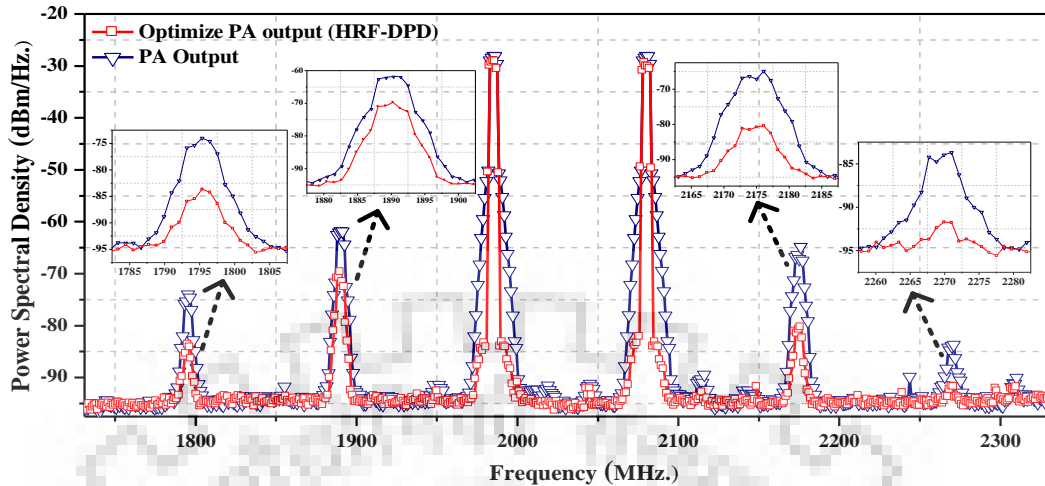 Power Spectral Density (dBm/Hz.)
-20
-30
-40
-50
-60
-70
-80
-90
Optimize PA output (HRF-DPD)
PA Output
-75
-80
-85
-90
-95
1785 1790 1795 1800 1805
-60
-70
-80
-90
1880 1885 1890 1895 1900
-70
-80
-90
2165 2170 2175 2180 2185
-85
-90
-95
2260 2265 2270 2275 2280
1800 1900 2000 2100 2200 2300
Frequency (MHz.)